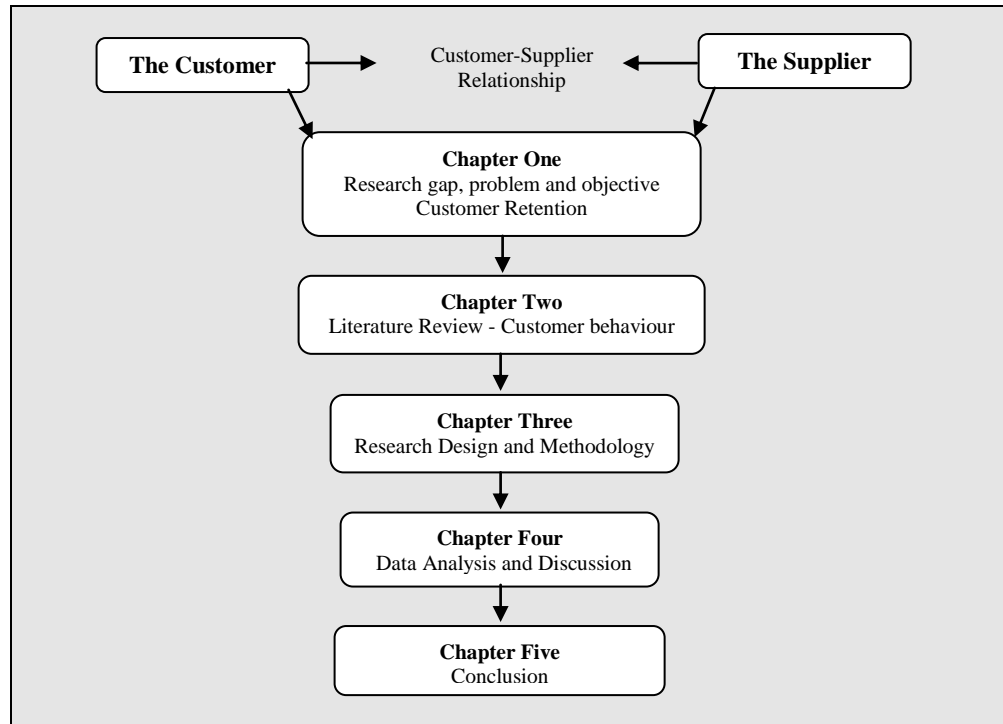 The Customer
Customer-Supplier
Relationship
The Supplier
Chapter One
Research gap, problem and objective
Customer Retention
Chapter Two
Literature Review - Customer behaviour
Chapter Three
Research Design and Methodology
Chapter Four
Data Analysis and Discussion
Chapter Five
Conclusion